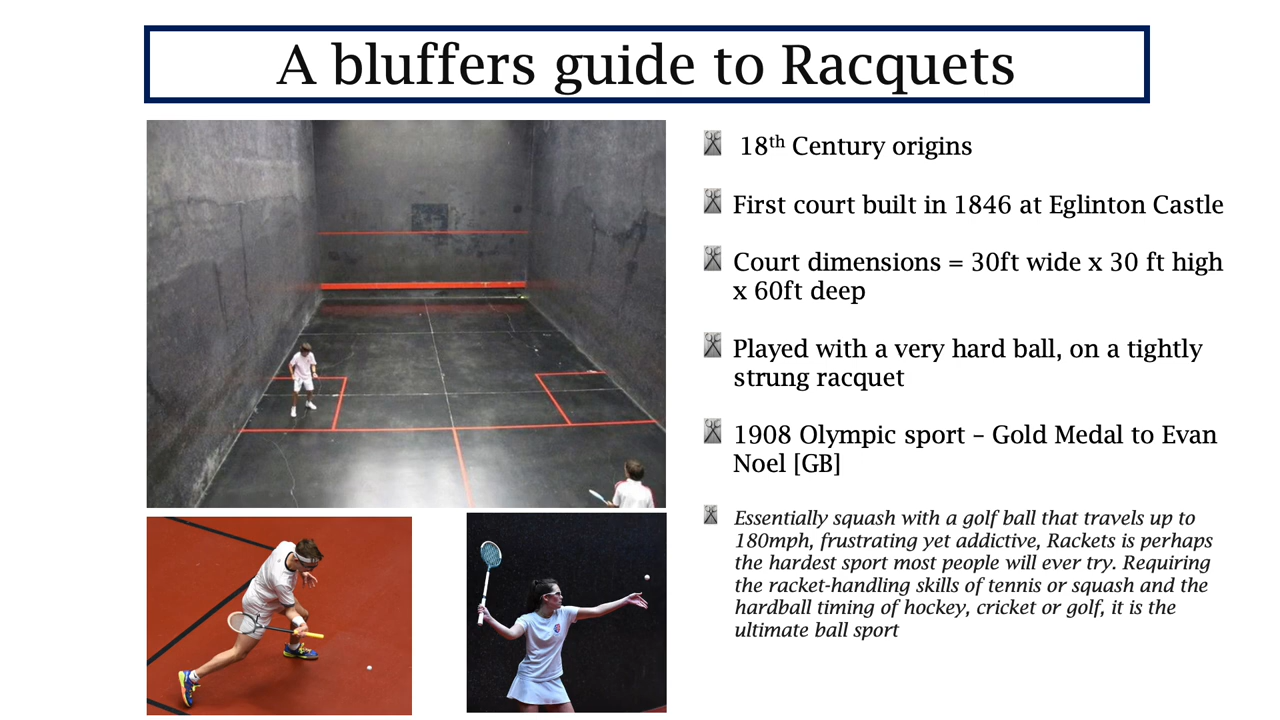 A bluffers guide to Racquets
18th Century origins
First court built in 1846 at Eglinton Castle
Court dimensions = 30ft wide x 30 ft high
x 60ft deep
Played with a very hard ball, on a tightly
strung racquet
1908 Olympic sport – Gold Medal to Evan
Noel [GB]
Essentially squash with a golf ball that travels up to
180mph, frustrating yet addictive, Rackets is perhaps
the hardest sport most people will ever try. Requiring
the racket-handling skills of tennis or squash and the
hardball timing of hockey, cricket or golf, it is the
ultimate ball sport